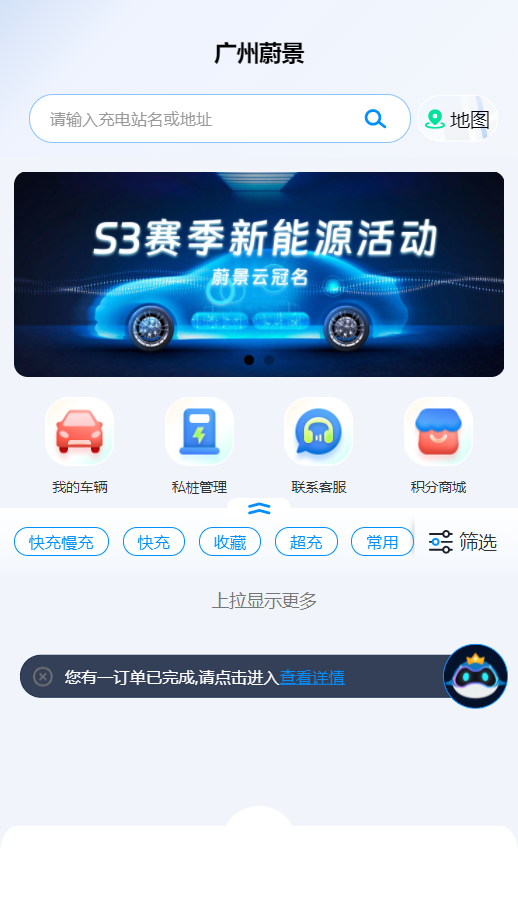 广州蔚景
请输入充电站名或地址
地图
S3赛季新能源活动
蔚景云冠名
我的车辆 私桩管理 联系客服 积分商城
快充慢充 快充 收藏 超充 常用 筛选
上拉显示更多
您有一订单已完成,请点击进入查看详情